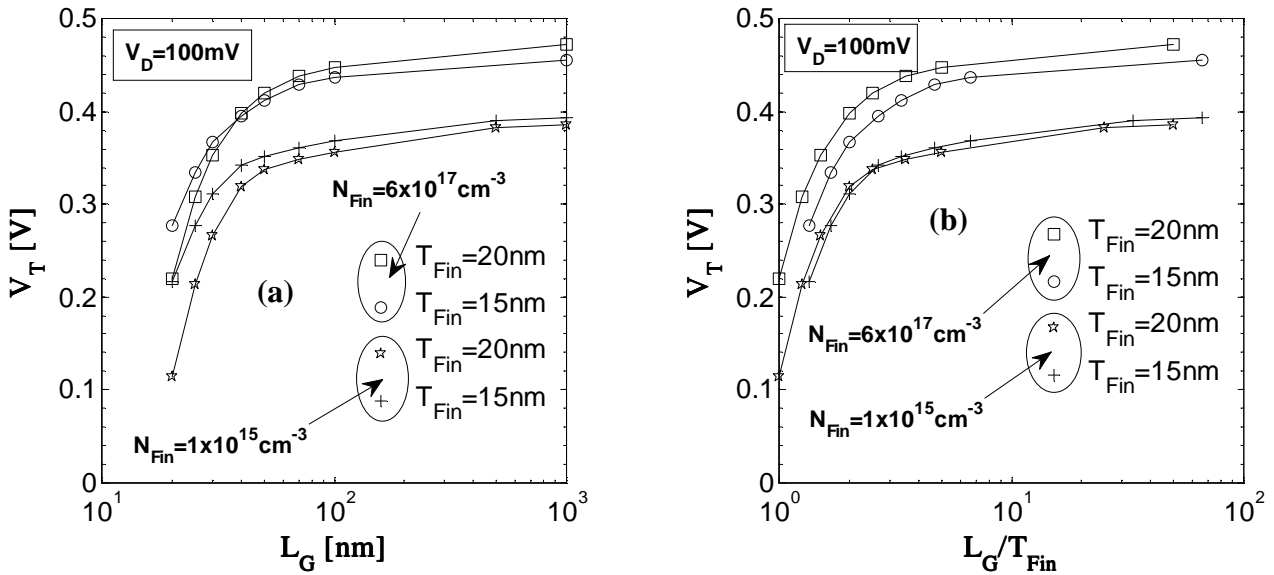 V_D=100mV
0.5
0.4
0.3
0.2
0.1
0
V_T [V]
N_Fin=6x10^17cm^-3
(a)
T_Fin=20nm
T_Fin=15nm
T_Fin=20nm
T_Fin=15nm
N_Fin=1x10^15cm^-3
10^1
10^2
10^3
L_G [nm]
V_D=100mV
0.5
0.4
0.3
0.2
0.1
0
V_T [V]
(b)
T_Fin=20nm
T_Fin=15nm
N_Fin=6x10^17cm^-3
T_Fin=20nm
T_Fin=15nm
N_Fin=1x10^15cm^-3
10^0
10^1
10^2
L_G/T_Fin